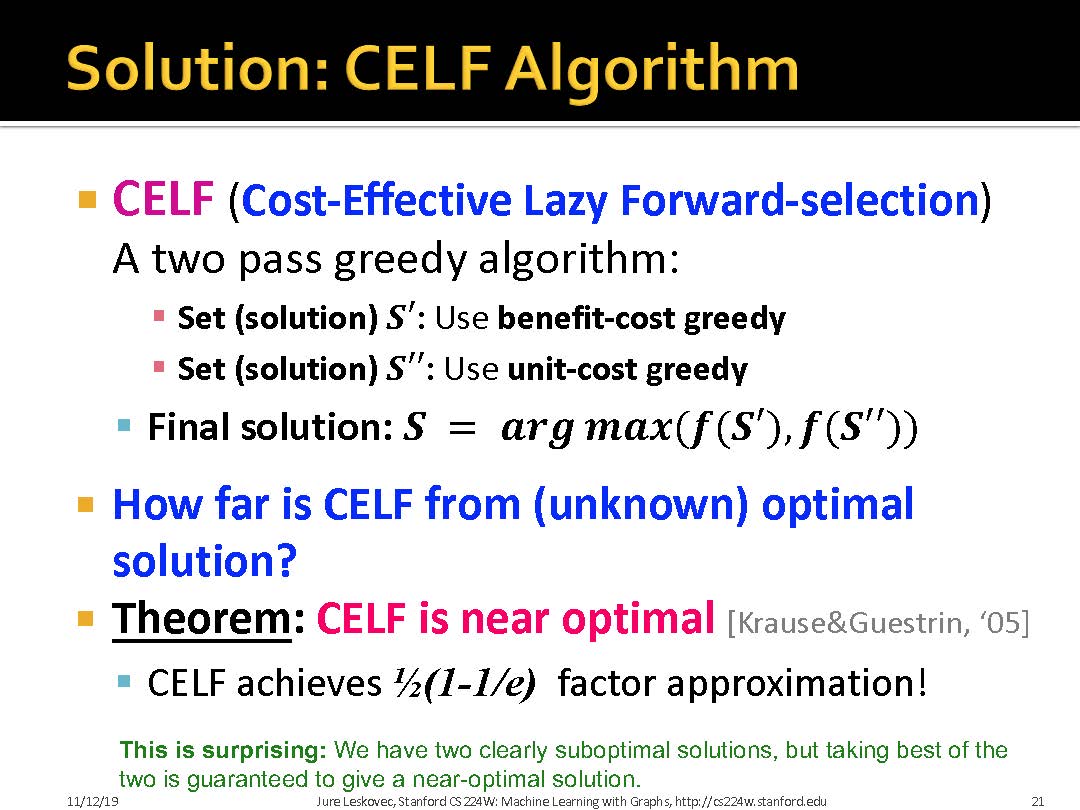 Solution: CELF Algorithm
CELF (Cost-Effective Lazy Forward-selection)
A two pass greedy algorithm:
Set (solution) S′: Use benefit-cost greedy
Set (solution) S′′: Use unit-cost greedy
Final solution: S = arg max(f(S′), f(S′′))
How far is CELF from (unknown) optimal
solution?
Theorem: CELF is near optimal [Krause&Guestrin, ‘05]
CELF achieves ½(1-1/e) factor approximation!
This is surprising: We have two clearly suboptimal solutions, but taking best of the
two is guaranteed to give a near-optimal solution.
11/12/19 Jure Leskovec, Stanford CS224W: Machine Learning with Graphs, http://cs224w.stanford.edu 21